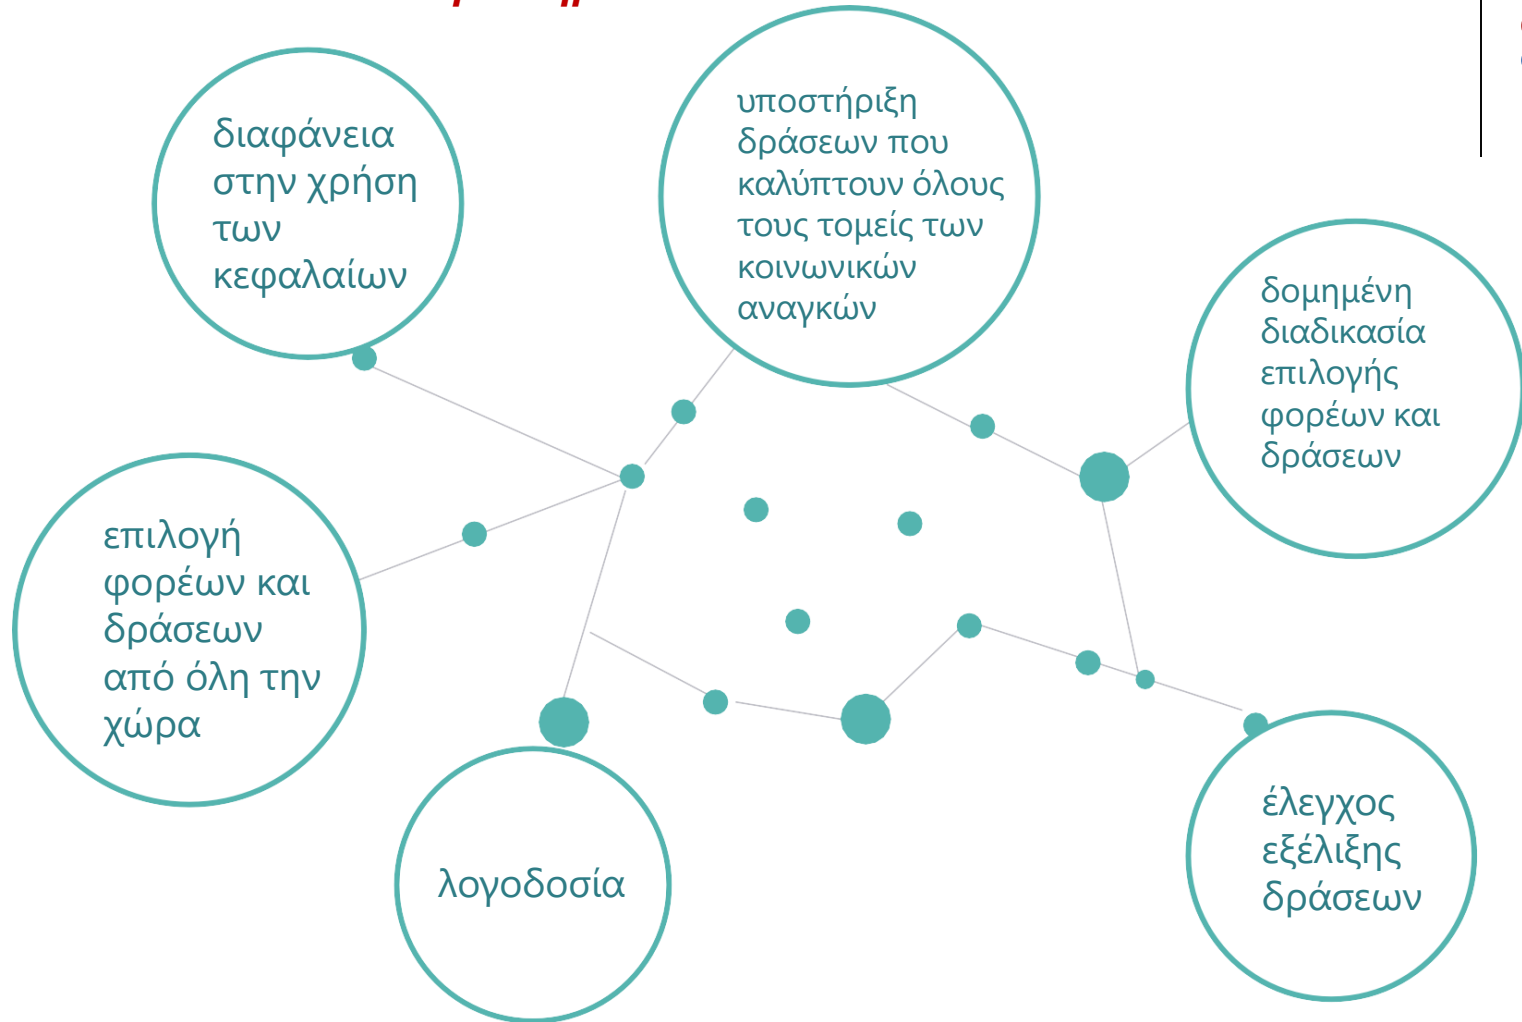 διαφάνεια
στην χρήση
των
κεφαλαίων
υποστήριξη
δράσεων που
καλύπτουν όλους
τους τομείς των
κοινωνικών
αναγκών
δομημένη
διαδικασία
επιλογής
φορέων και
δράσεων
επιλογή
φορέων και
δράσεων
από όλη την
χώρα
λογοδοσία
έλεγχος
εξέλιξης
δράσεων